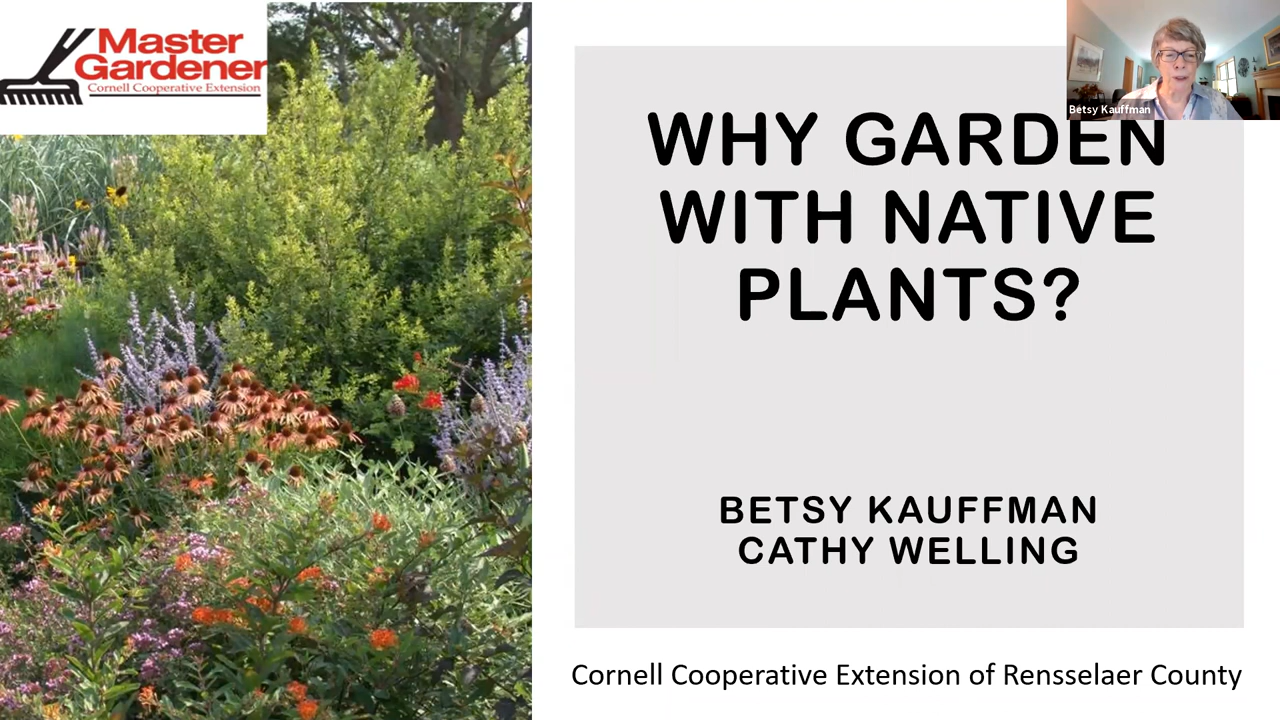 Master
Gardener
Cornell Cooperative Extension
Betsy Kauffman
WHY GARDEN
WITH NATIVE
PLANTS?
BETSY KAUFFMAN
CATHY WELLING
Cornell Cooperative Extension of Rensselaer County